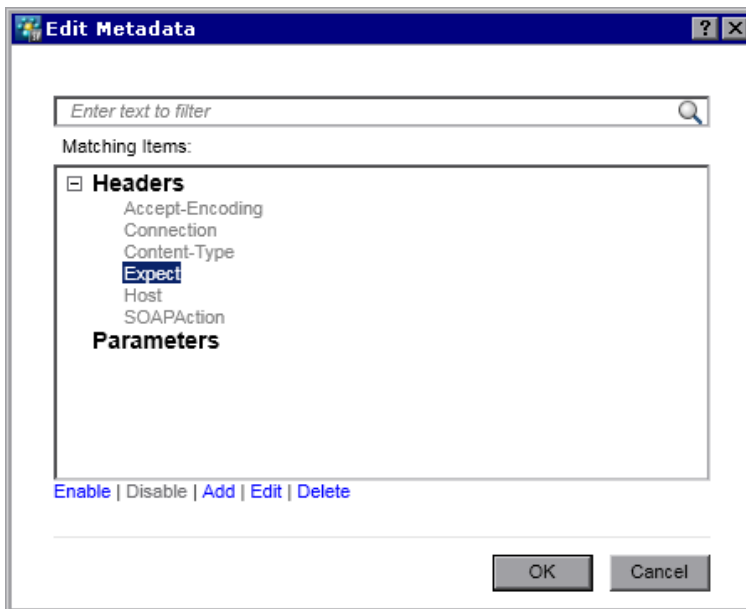 Edit Metadata
Enter text to filter
Matching Items:
Headers
Accept-Encoding
Connection
Content-Type
Expect
Host
SOAPAction
Parameters
Enable | Disable | Add | Edit | Delete
OK Cancel